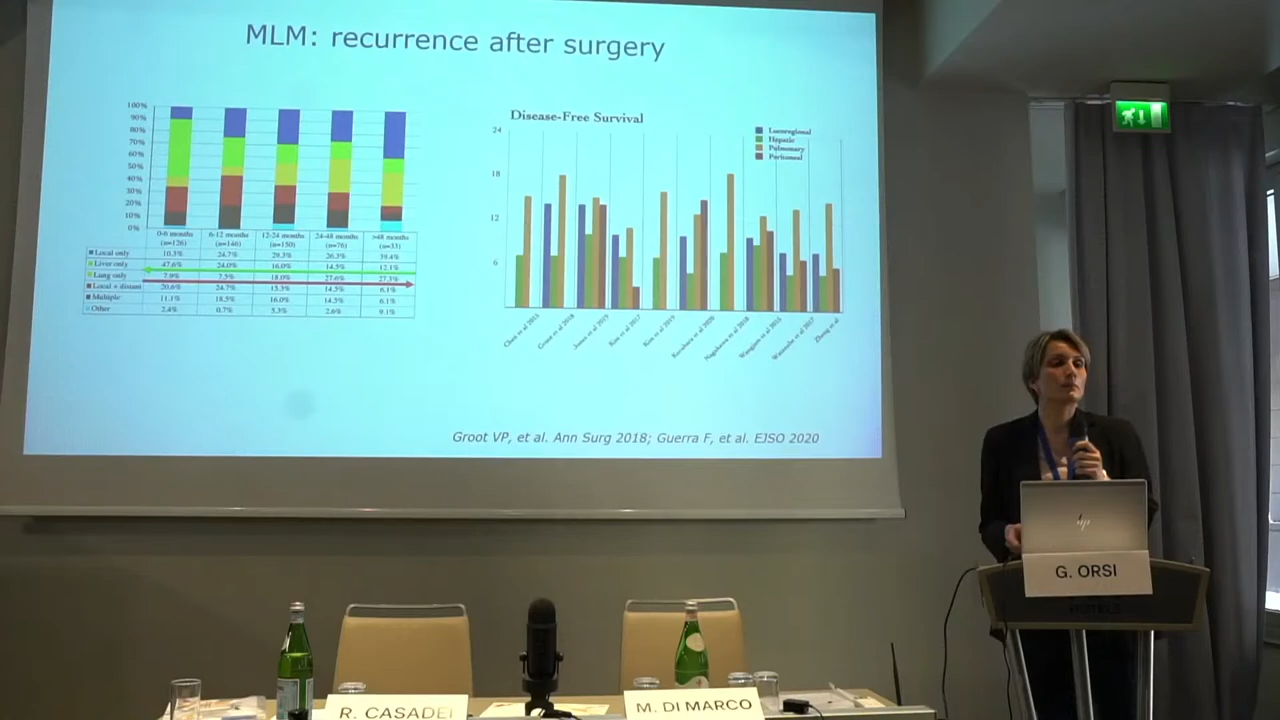 MLM: recurrence after surgery
100%
90%
80%
70%
60%
50%
40%
30%
20%
10%
0%
0-6 months 6-12 months 12-24 months 24-48 months >48 months
(n=126) (n=146) (n=150) (n=76) (n=33)
Local only 10.3% 24.7% 29.3% 26.3% 39.4%
Liver only 47.6% 24.0% 16.0% 14.5% 12.1%
Lung only 7.9% 7.5% 18.0% 27.6% 27.3%
Local + distant 20.6% 24.7% 15.3% 14.5% 6.1%
Multiple 11.1% 18.5% 16.0% 14.5% 6.1%
Other 2.4% 0.7% 5.3% 2.6% 9.1%
Disease-Free Survival
24
18
12
6
Locoregional
Hepatic
Pulmonary
Peritoneal
Groot VP, et al. Ann Surg 2018; Guerra F, et al. EJSO 2020
hp
G. ORSI
HOTELS
R. CASADEI
M. DI MARCO